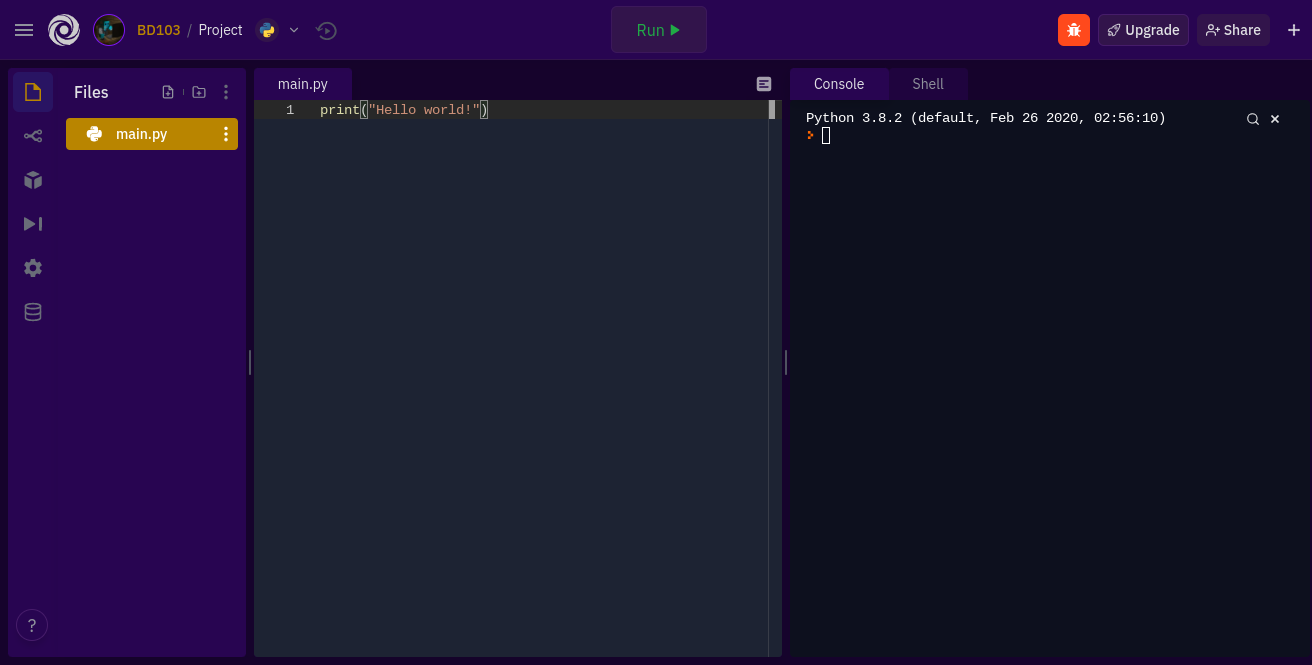 BD103 / Project
Run
Upgrade
Share
Files
main.py
main.py
1 print("Hello world!")
Console
Shell
Python 3.8.2 (default, Feb 26 2020, 02:56:10)
?